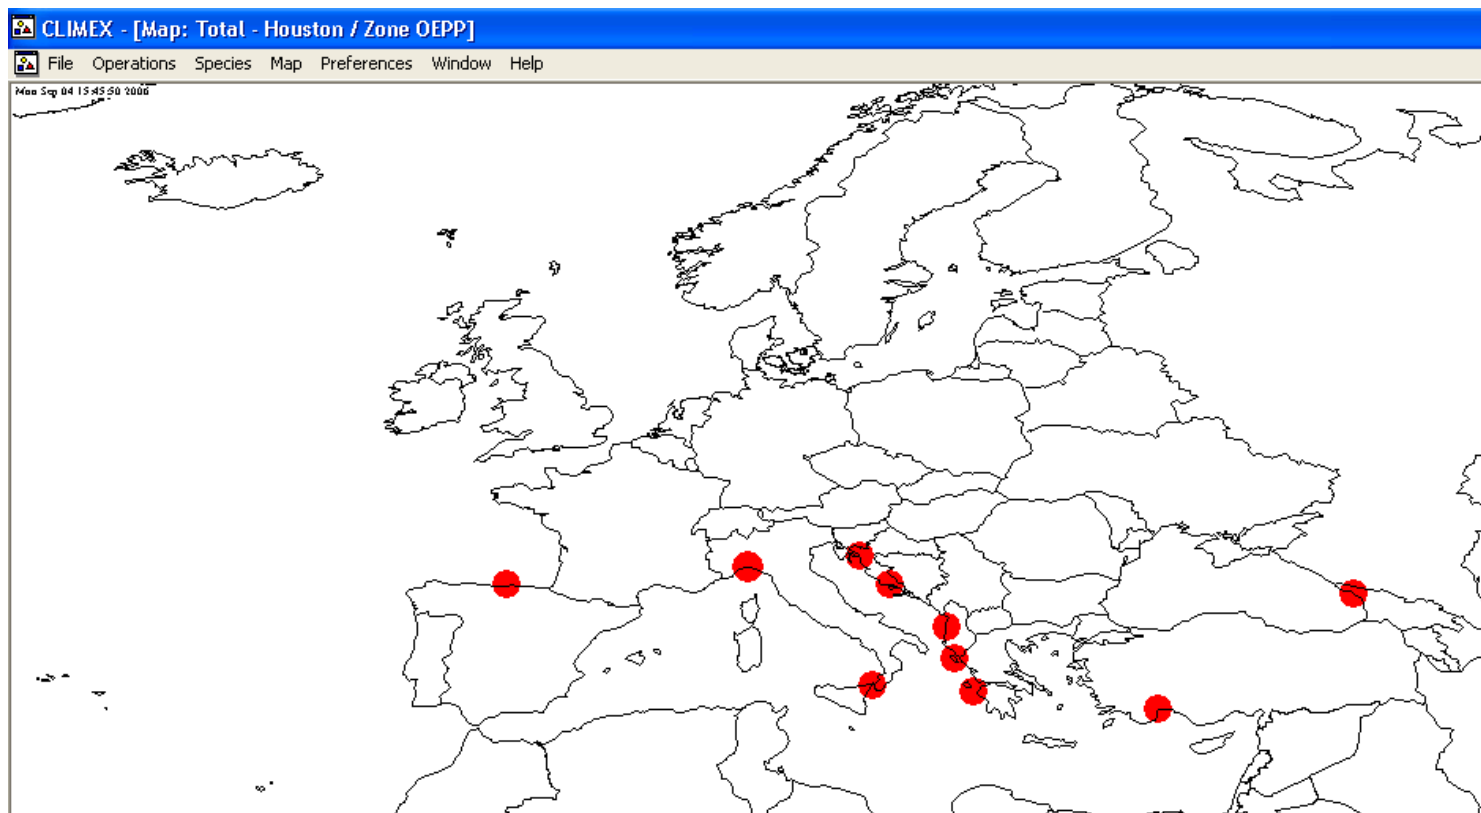 CLIMEX - [Map: Total - Houston / Zone OEPP]
File Operations Species Map Preferences Window Help
Mon Sep 04 15:45:50 2006